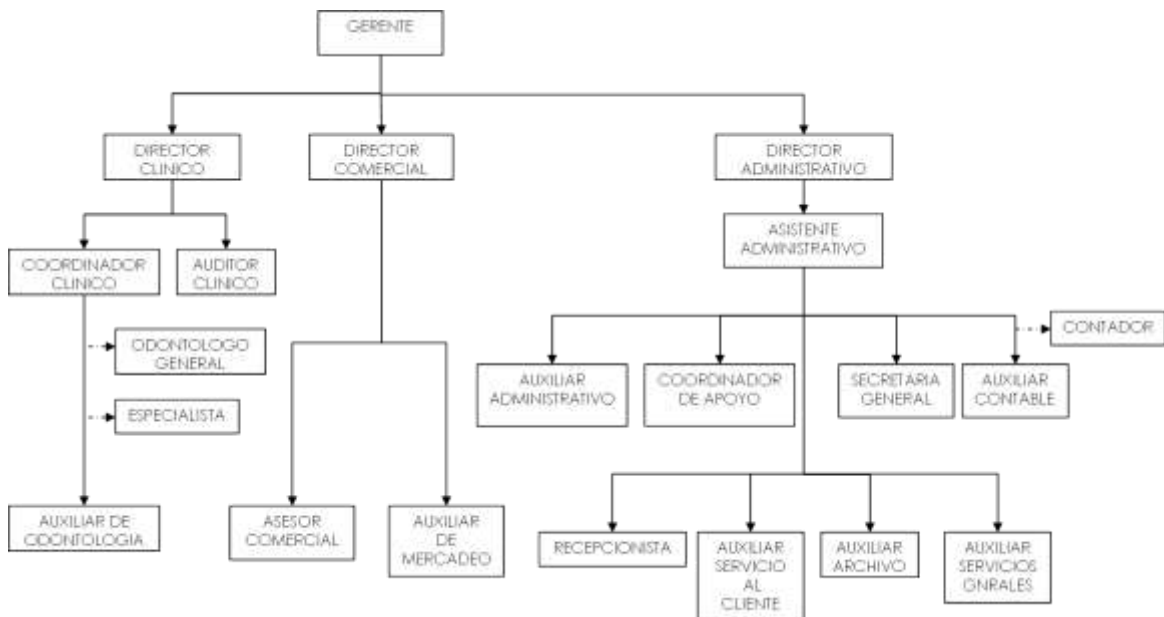 GERENTE
DIRECTOR
CLINICO
DIRECTOR
COMERCIAL
DIRECTOR
ADMINISTRATIVO
ASISTENTE
ADMINISTRATIVO
COORDINADOR
CLINICO
AUDITOR
CLINICO
CONTADOR
ODONTOLOGO
GENERAL
ESPECIALISTA
AUXILIAR
ADMINISTRATIVO
COORDINADOR
DE APOYO
SECRETARIA
GENERAL
AUXILIAR
CONTABLE
AUXILIAR DE
ODONTOLOGIA
ASESOR
COMERCIAL
AUXILIAR
DE
MERCADEO
RECEPCIONISTA
AUXILIAR
SERVICIO
AL
CLIENTE
AUXILIAR
ARCHIVO
AUXILIAR
SERVICIOS
GNRALES